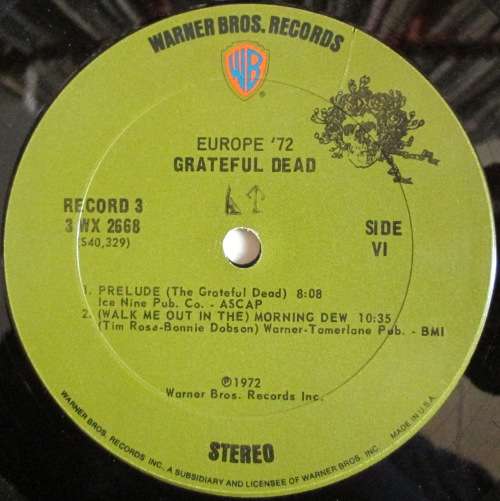 WARNER BROS. RECORDS
WB
®
EUROPE '72
GRATEFUL DEAD
RECORD 3
3 WX 2668
(S40,329)
SIDE
VI
1. PRELUDE (The Grateful Dead) 8:08
Ice Nine Pub. Co. - ASCAP
2. (WALK ME OUT IN THE) MORNING DEW 10:35
(Tim Rose-Bonnie Dobson) Warner-Tamerlane Pub. - BMI
℗1972
Warner Bros. Records Inc.
STEREO
WARNER BROS. RECORDS INC. A SUBSIDIARY AND LICENSEE OF WARNER BROS. INC. MADE IN U.S.A.